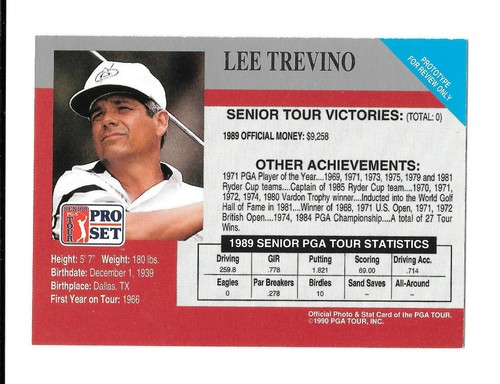 LEE TREVINO
PROTOTYPE
FOR REVIEW ONLY
SENIOR TOUR VICTORIES: (TOTAL: 0)
1989 OFFICIAL MONEY: $9,258
OTHER ACHIEVEMENTS:
1971 PGA Player of the Year....1969, 1971, 1973, 1975, 1979 and 1981
Ryder Cup teams....Captain of 1985 Ryder Cup team....1970, 1971,
1972, 1974, 1980 Vardon Trophy winner....Inducted into the World Golf
Hall of Fame in 1981....Winner of 1968, 1971 U.S. Open, 1971, 1972
British Open....1974, 1984 PGA Championship....A total of 27 Tour
Wins.
SENIOR
PGA
TOUR
PRO
SET
Height: 5' 7" Weight: 180 lbs.
Birthdate: December 1, 1939
Birthplace: Dallas, TX
First Year on Tour: 1966
1989 SENIOR PGA TOUR STATISTICS
Driving GIR Putting Scoring Driving Acc.
259.8 .778 1.821 69.00 .714
Eagles Par Breakers Birdies Sand Saves All-Around
0 .278 10 – –
Official Photo & Stat Card of the PGA TOUR.
©1990 PGA TOUR, INC.